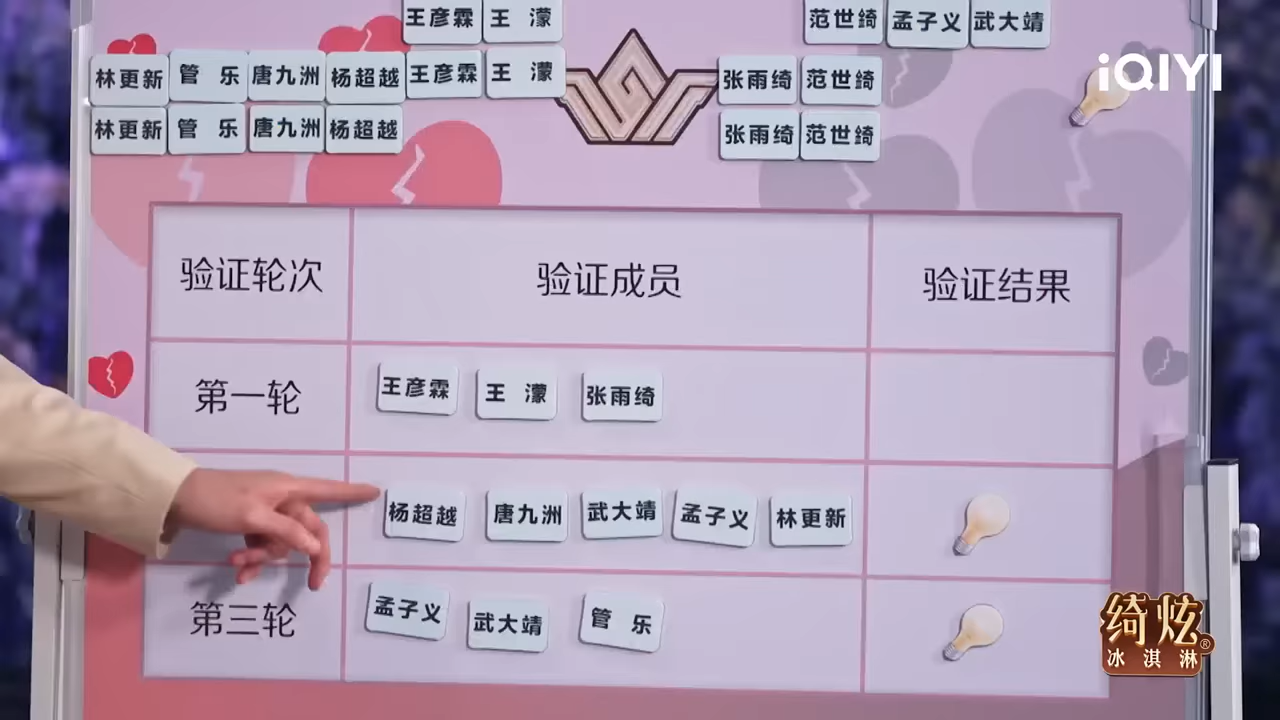 王彦霖 王濛 范世绮 孟子义 武大靖
林更新 管乐 唐九洲 杨超越 王彦霖 王濛 张雨绮 范世绮
林更新 管乐 唐九洲 杨超越 张雨绮 范世绮
iQIYI
验证轮次 验证成员 验证结果
第一轮 王彦霖 王濛 张雨绮
杨超越 唐九洲 武大靖 孟子义 林更新
第三轮 孟子义 武大靖 管乐
绮炫®
冰淇淋